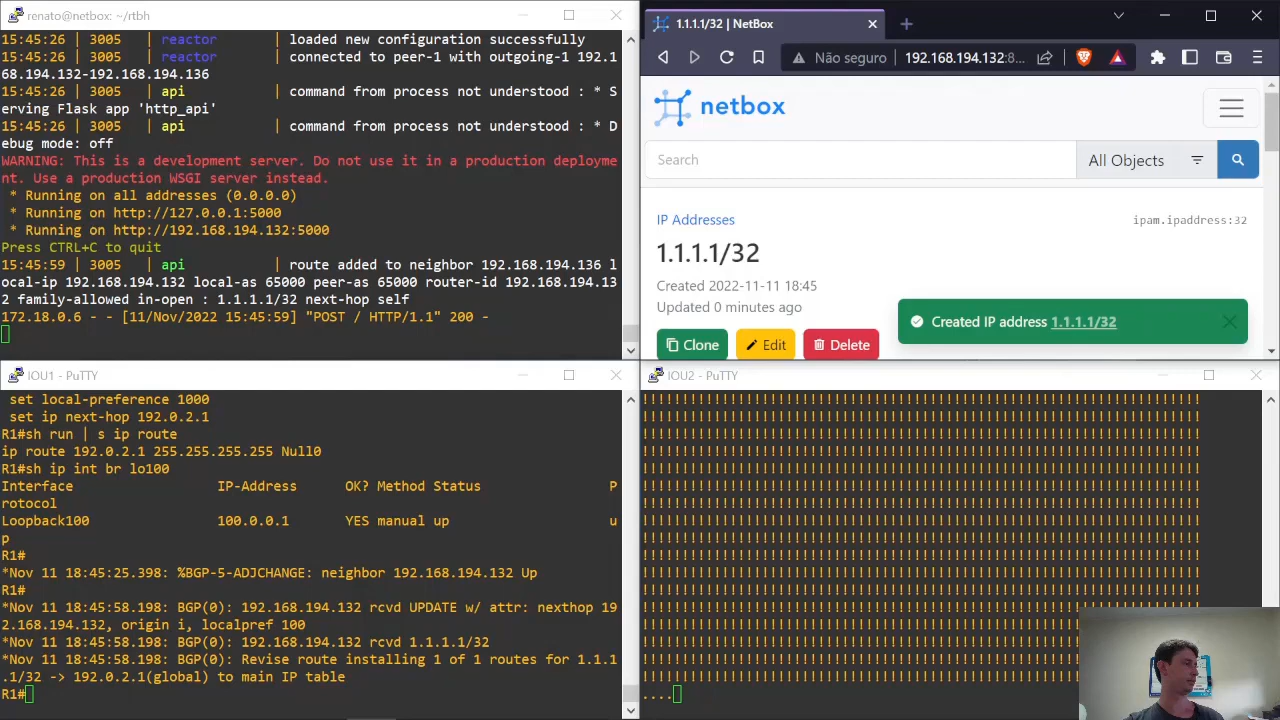 renato@netbox: ~/rtbh
15:45:26 | 3005   | reactor       | loaded new configuration successfully
15:45:26 | 3005   | reactor       | connected to peer-1 with outgoing-1 192.1
68.194.132-192.168.194.136
15:45:26 | 3005   | api           | command from process not understood : * S
erving Flask app 'http_api'
15:45:26 | 3005   | api           | command from process not understood : * D
ebug mode: off
WARNING: This is a development server. Do not use it in a production deployme
nt. Use a production WSGI server instead.
* Running on all addresses (0.0.0.0)
* Running on http://127.0.0.1:5000
* Running on http://192.168.194.132:5000
Press CTRL+C to quit
15:45:59 | 3005   | api           | route added to neighbor 192.168.194.136 l
ocal-ip 192.168.194.132 local-as 65000 peer-as 65000 router-id 192.168.194.13
2 family-allowed in-open : 1.1.1.1/32 next-hop self
172.18.0.6 - - [11/Nov/2022 15:45:59] "POST / HTTP/1.1" 200 -
1.1.1.1/32 | NetBox
Não seguro 192.168.194.132:8...
netbox
Search All Objects
IP Addresses ipam.ipaddress:32
1.1.1.1/32
Created 2022-11-11 18:45
Updated 0 minutes ago
Created IP address 1.1.1.1/32
Clone Edit Delete
IOU1 - PuTTY
set local-preference 1000
set ip next-hop 192.0.2.1
R1#sh run | s ip route
ip route 192.0.2.1 255.255.255.255 Null0
R1#sh ip int br lo100
Interface              IP-Address      OK? Method Status                P
rotocol
Loopback100            100.0.0.1       YES manual up                    u
p
R1#
*Nov 11 18:45:25.398: %BGP-5-ADJCHANGE: neighbor 192.168.194.132 Up
R1#
*Nov 11 18:45:58.198: BGP(0): 192.168.194.132 rcvd UPDATE w/ attr: nexthop 19
2.168.194.132, origin i, localpref 100
*Nov 11 18:45:58.198: BGP(0): 192.168.194.132 rcvd 1.1.1.1/32
*Nov 11 18:45:58.198: BGP(0): Revise route installing 1 of 1 routes for 1.1.1
.1/32 -> 192.0.2.1(global) to main IP table
R1#
IOU2 - PuTTY
!!!!!!!!!!!!!!!!!!!!!!!!!!!!!!!!!!!!!!!!!!!!!!!!!!!!!!!!!!!!!!!!!!!!!!
!!!!!!!!!!!!!!!!!!!!!!!!!!!!!!!!!!!!!!!!!!!!!!!!!!!!!!!!!!!!!!!!!!!!!!
!!!!!!!!!!!!!!!!!!!!!!!!!!!!!!!!!!!!!!!!!!!!!!!!!!!!!!!!!!!!!!!!!!!!!!
!!!!!!!!!!!!!!!!!!!!!!!!!!!!!!!!!!!!!!!!!!!!!!!!!!!!!!!!!!!!!!!!!!!!!!
!!!!!!!!!!!!!!!!!!!!!!!!!!!!!!!!!!!!!!!!!!!!!!!!!!!!!!!!!!!!!!!!!!!!!!
!!!!!!!!!!!!!!!!!!!!!!!!!!!!!!!!!!!!!!!!!!!!!!!!!!!!!!!!!!!!!!!!!!!!!!
!!!!!!!!!!!!!!!!!!!!!!!!!!!!!!!!!!!!!!!!!!!!!!!!!!!!!!!!!!!!!!!!!!!!!!
!!!!!!!!!!!!!!!!!!!!!!!!!!!!!!!!!!!!!!!!!!!!!!!!!!!!!!!!!!!!!!!!!!!!!!
!!!!!!!!!!!!!!!!!!!!!!!!!!!!!!!!!!!!!!!!!!!!!!!!!!!!!!!!!!!!!!!!!!!!!!
!!!!!!!!!!!!!!!!!!!!!!!!!!!!!!!!!!!!!!!!!!!!!!!!!!!!!!!!!!!!!!!!!!!!!!
!!!!!!!!!!!!!!!!!!!!!!!!!!!!!!!!!!!!!!!!!!!!!!!!!!!!!!!!!!!!!!!!!!!!!!
!!!!!!!!!!!!!!!!!!!!!!!!!!!!!!!!!!!!!!!!!!!!!!!!!!!!!!!!!!!!!!!!!!!!!!
!!!!!!!!!!!!!!!!!!!!!!!!!!!!!!!!!!!!!!!!!!!!!!!!!!!!!!
!!!!!!!!!!!!!!!!!!!!!!!!!!!!!!!!!!!!!!!!!!!!!!!!!!!!!!
!!!!!!!!!!!!!!!!!!!!!!!!!!!!!!!!!!!!!!!!!!!!!!!!!!!!!!
!!!!!!!!!!!!!!!!!!!!!!!!!!!!!!!!!!!!!!!!!!!!!!!!!!!!!!
!!!!!!!!!!!!!!!!!!!!!!!!!!!!!!!!!!!!!!!!!!!!!!!!!!!!!!
....